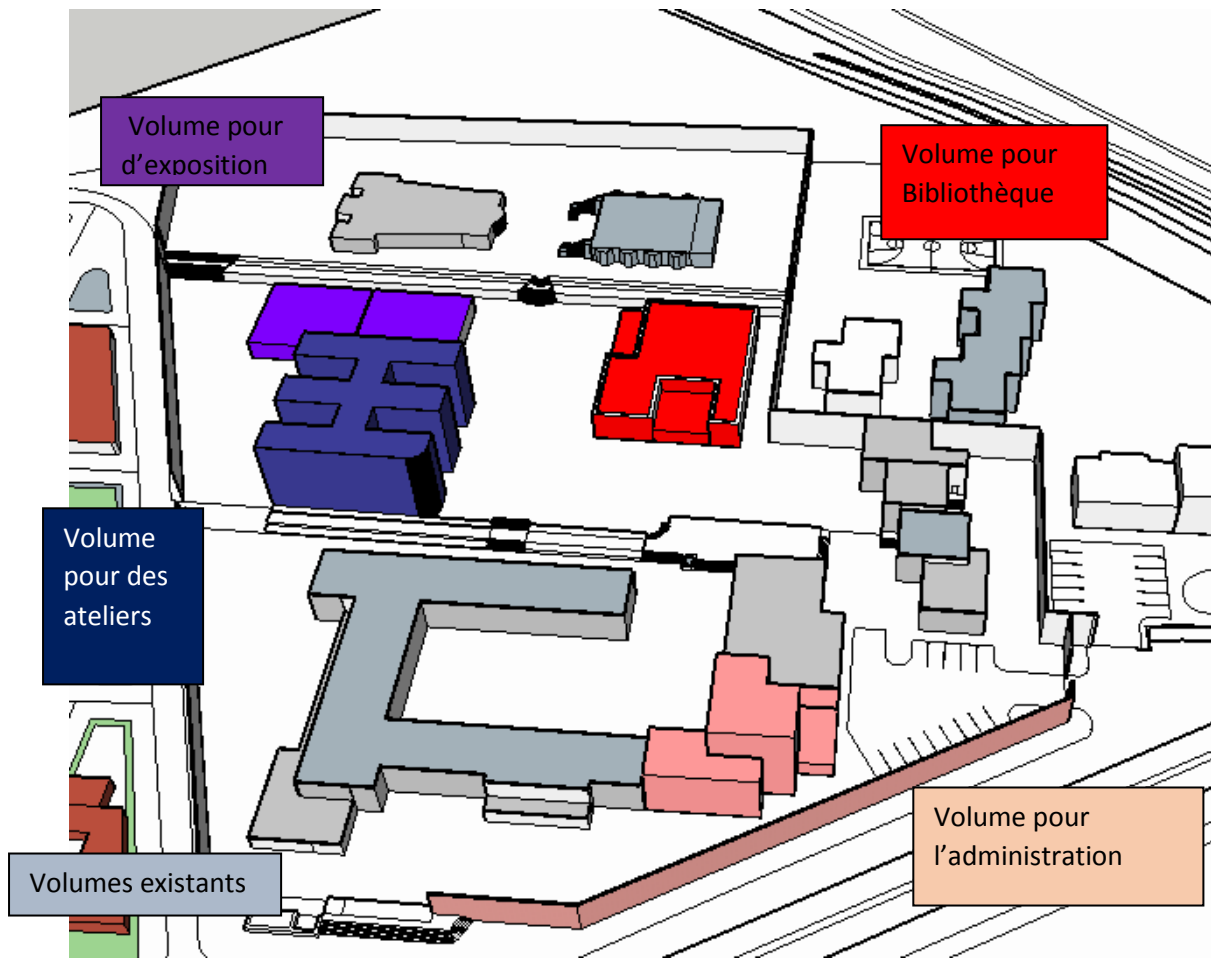 Volume pour
d'exposition
Volume pour
Bibliothèque
Volume
pour des
ateliers
Volume pour
l'administration
Volumes existants